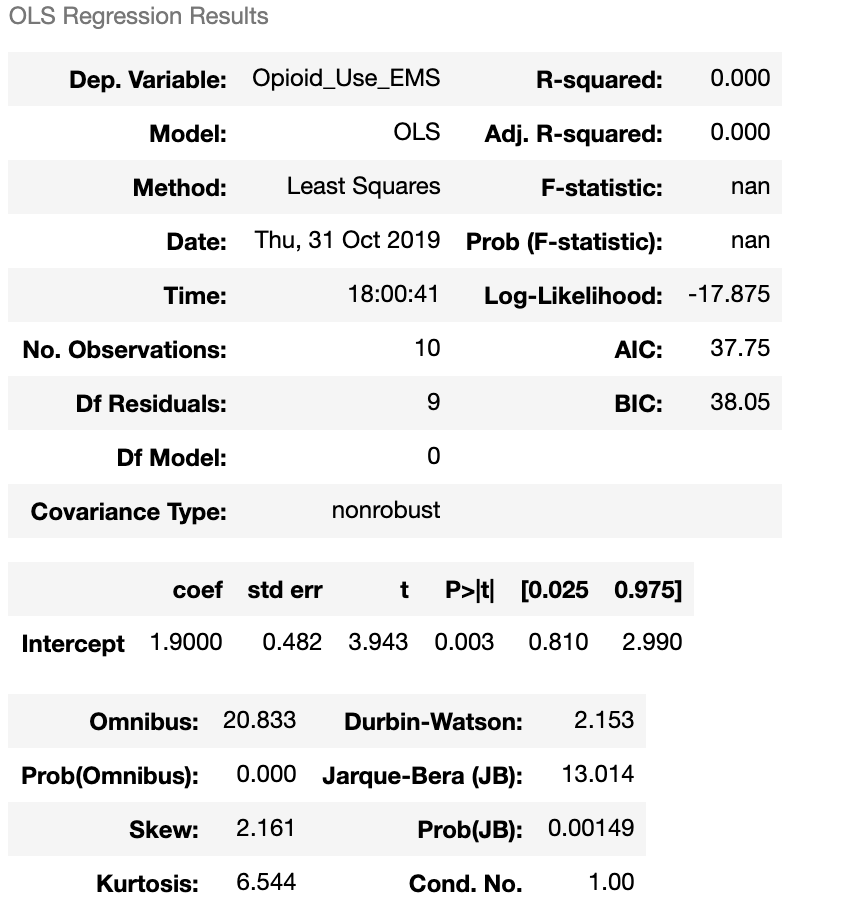 OLS Regression Results
Dep. Variable: Opioid_Use_EMS R-squared: 0.000
Model: OLS Adj. R-squared: 0.000
Method: Least Squares F-statistic: nan
Date: Thu, 31 Oct 2019 Prob (F-statistic): nan
Time: 18:00:41 Log-Likelihood: -17.875
No. Observations: 10 AIC: 37.75
Df Residuals: 9 BIC: 38.05
Df Model: 0
Covariance Type: nonrobust
coef std err t P>|t| [0.025 0.975]
Intercept 1.9000 0.482 3.943 0.003 0.810 2.990
Omnibus: 20.833 Durbin-Watson: 2.153
Prob(Omnibus): 0.000 Jarque-Bera (JB): 13.014
Skew: 2.161 Prob(JB): 0.00149
Kurtosis: 6.544 Cond. No. 1.00